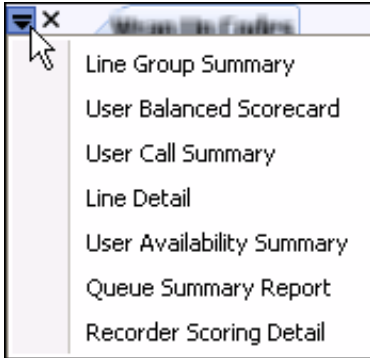 Line Group Summary
User Balanced Scorecard
User Call Summary
Line Detail
User Availability Summary
Queue Summary Report
Recorder Scoring Detail